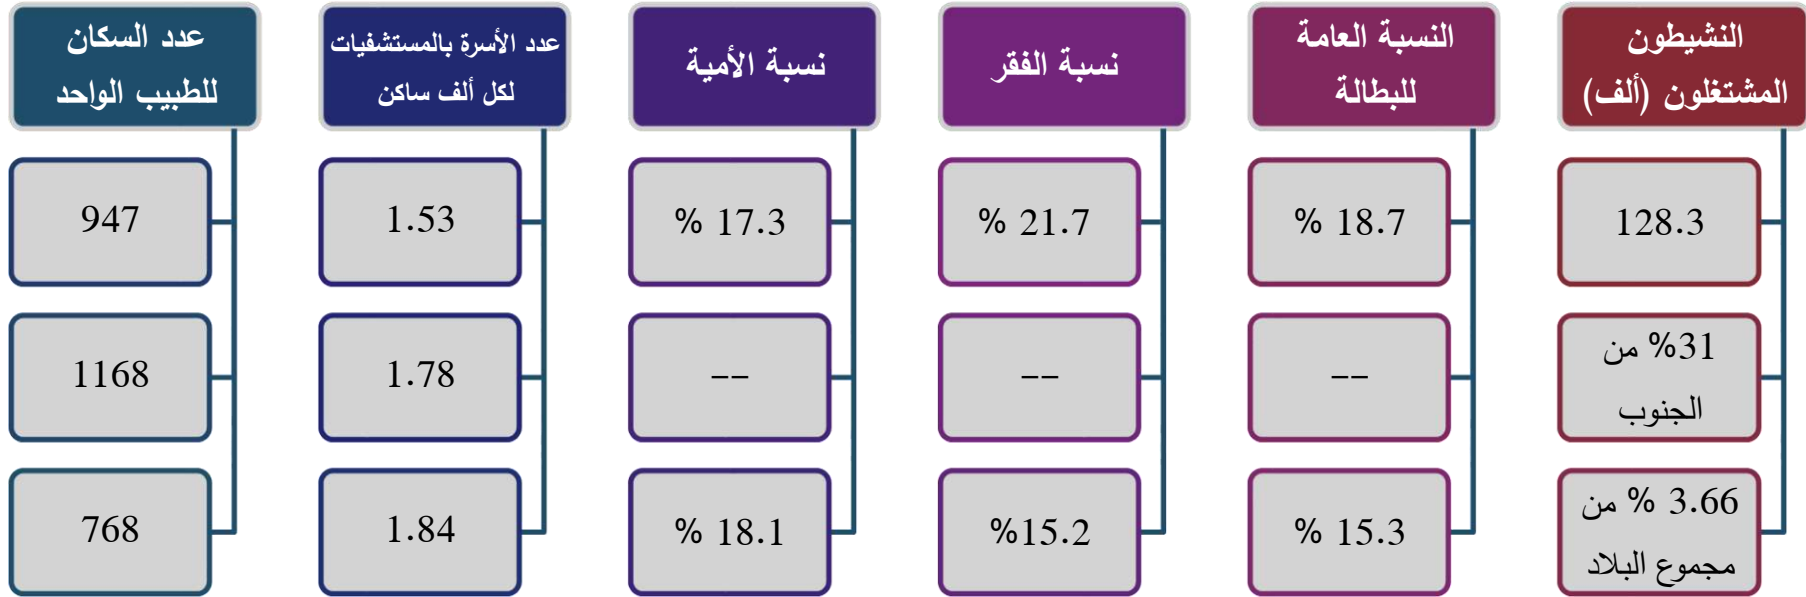 النشيطون
المشتغلون (ألف)
128.3
31% من
الجنوب
3.66 % من
مجموع البلاد
النسبة العامة
للبطالة
18.7 %
--
15.3 %
نسبة الفقر
21.7 %
--
15.2%
نسبة الأمية
17.3 %
--
18.1 %
عدد الأسرة بالمستشفيات
لكل ألف ساكن
1.53
1.78
1.84
عدد السكان
للطبيب الواحد
947
1168
768